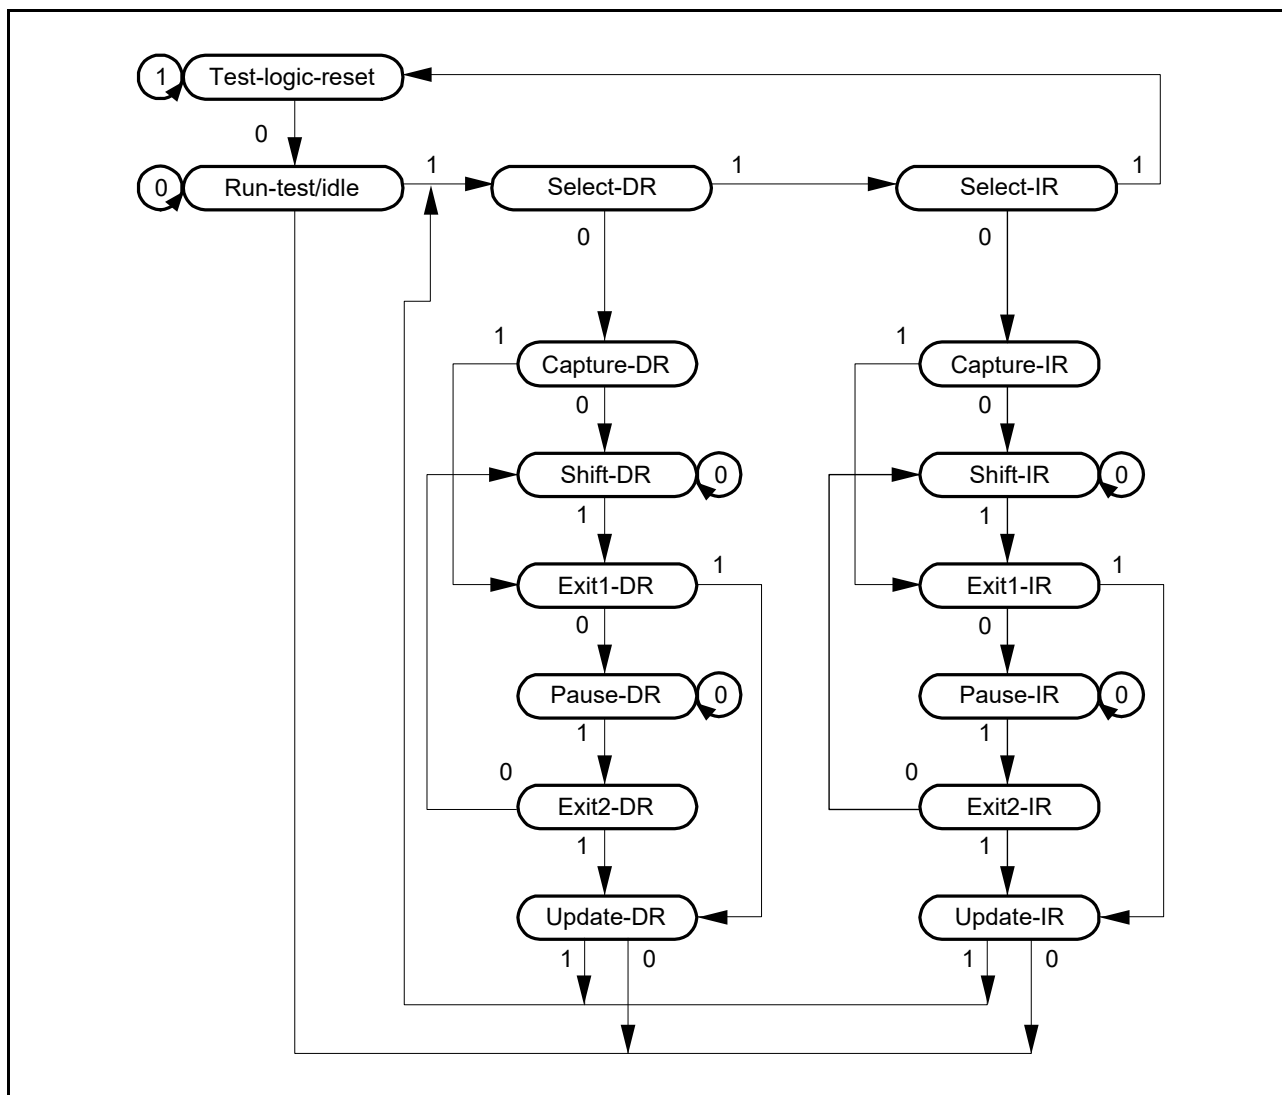 1 Test-logic-reset
0
0 Run-test/idle 1 Select-DR 1 Select-IR 1
0 0
1 1
Capture-DR Capture-IR
0 0
Shift-DR 0 Shift-IR 0
1 1
Exit1-DR 1 Exit1-IR 1
0 0
Pause-DR 0 Pause-IR 0
1 1
0 0
Exit2-DR Exit2-IR
1 1
Update-DR Update-IR
1 0 1 0